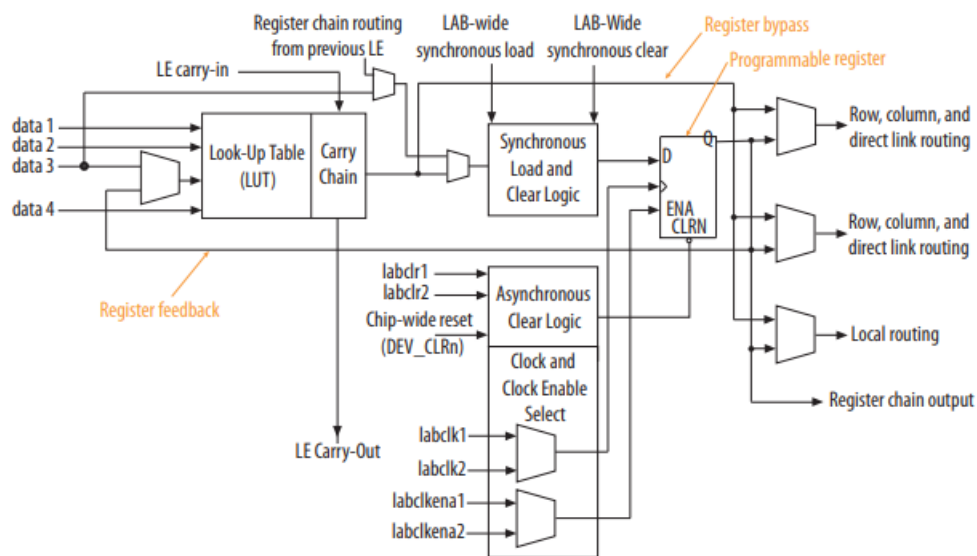 Register chain routing
from previous LE
LAB-wide
synchronous load
LAB-Wide
synchronous clear
Register bypass
Programmable register
LE carry-in
data 1
data 2
data 3
data 4
Look-Up Table
(LUT)
Carry
Chain
Synchronous
Load and
Clear Logic
D
Q
ENA
CLRN
Row, column, and
direct link routing
Row, column, and
direct link routing
Local routing
Register chain output
Register feedback
labclr1
labclr2
Chip-wide reset
(DEV_CLRn)
Asynchronous
Clear Logic
Clock and
Clock Enable
Select
LE Carry-Out
labclk1
labclk2
labclkena1
labclkena2